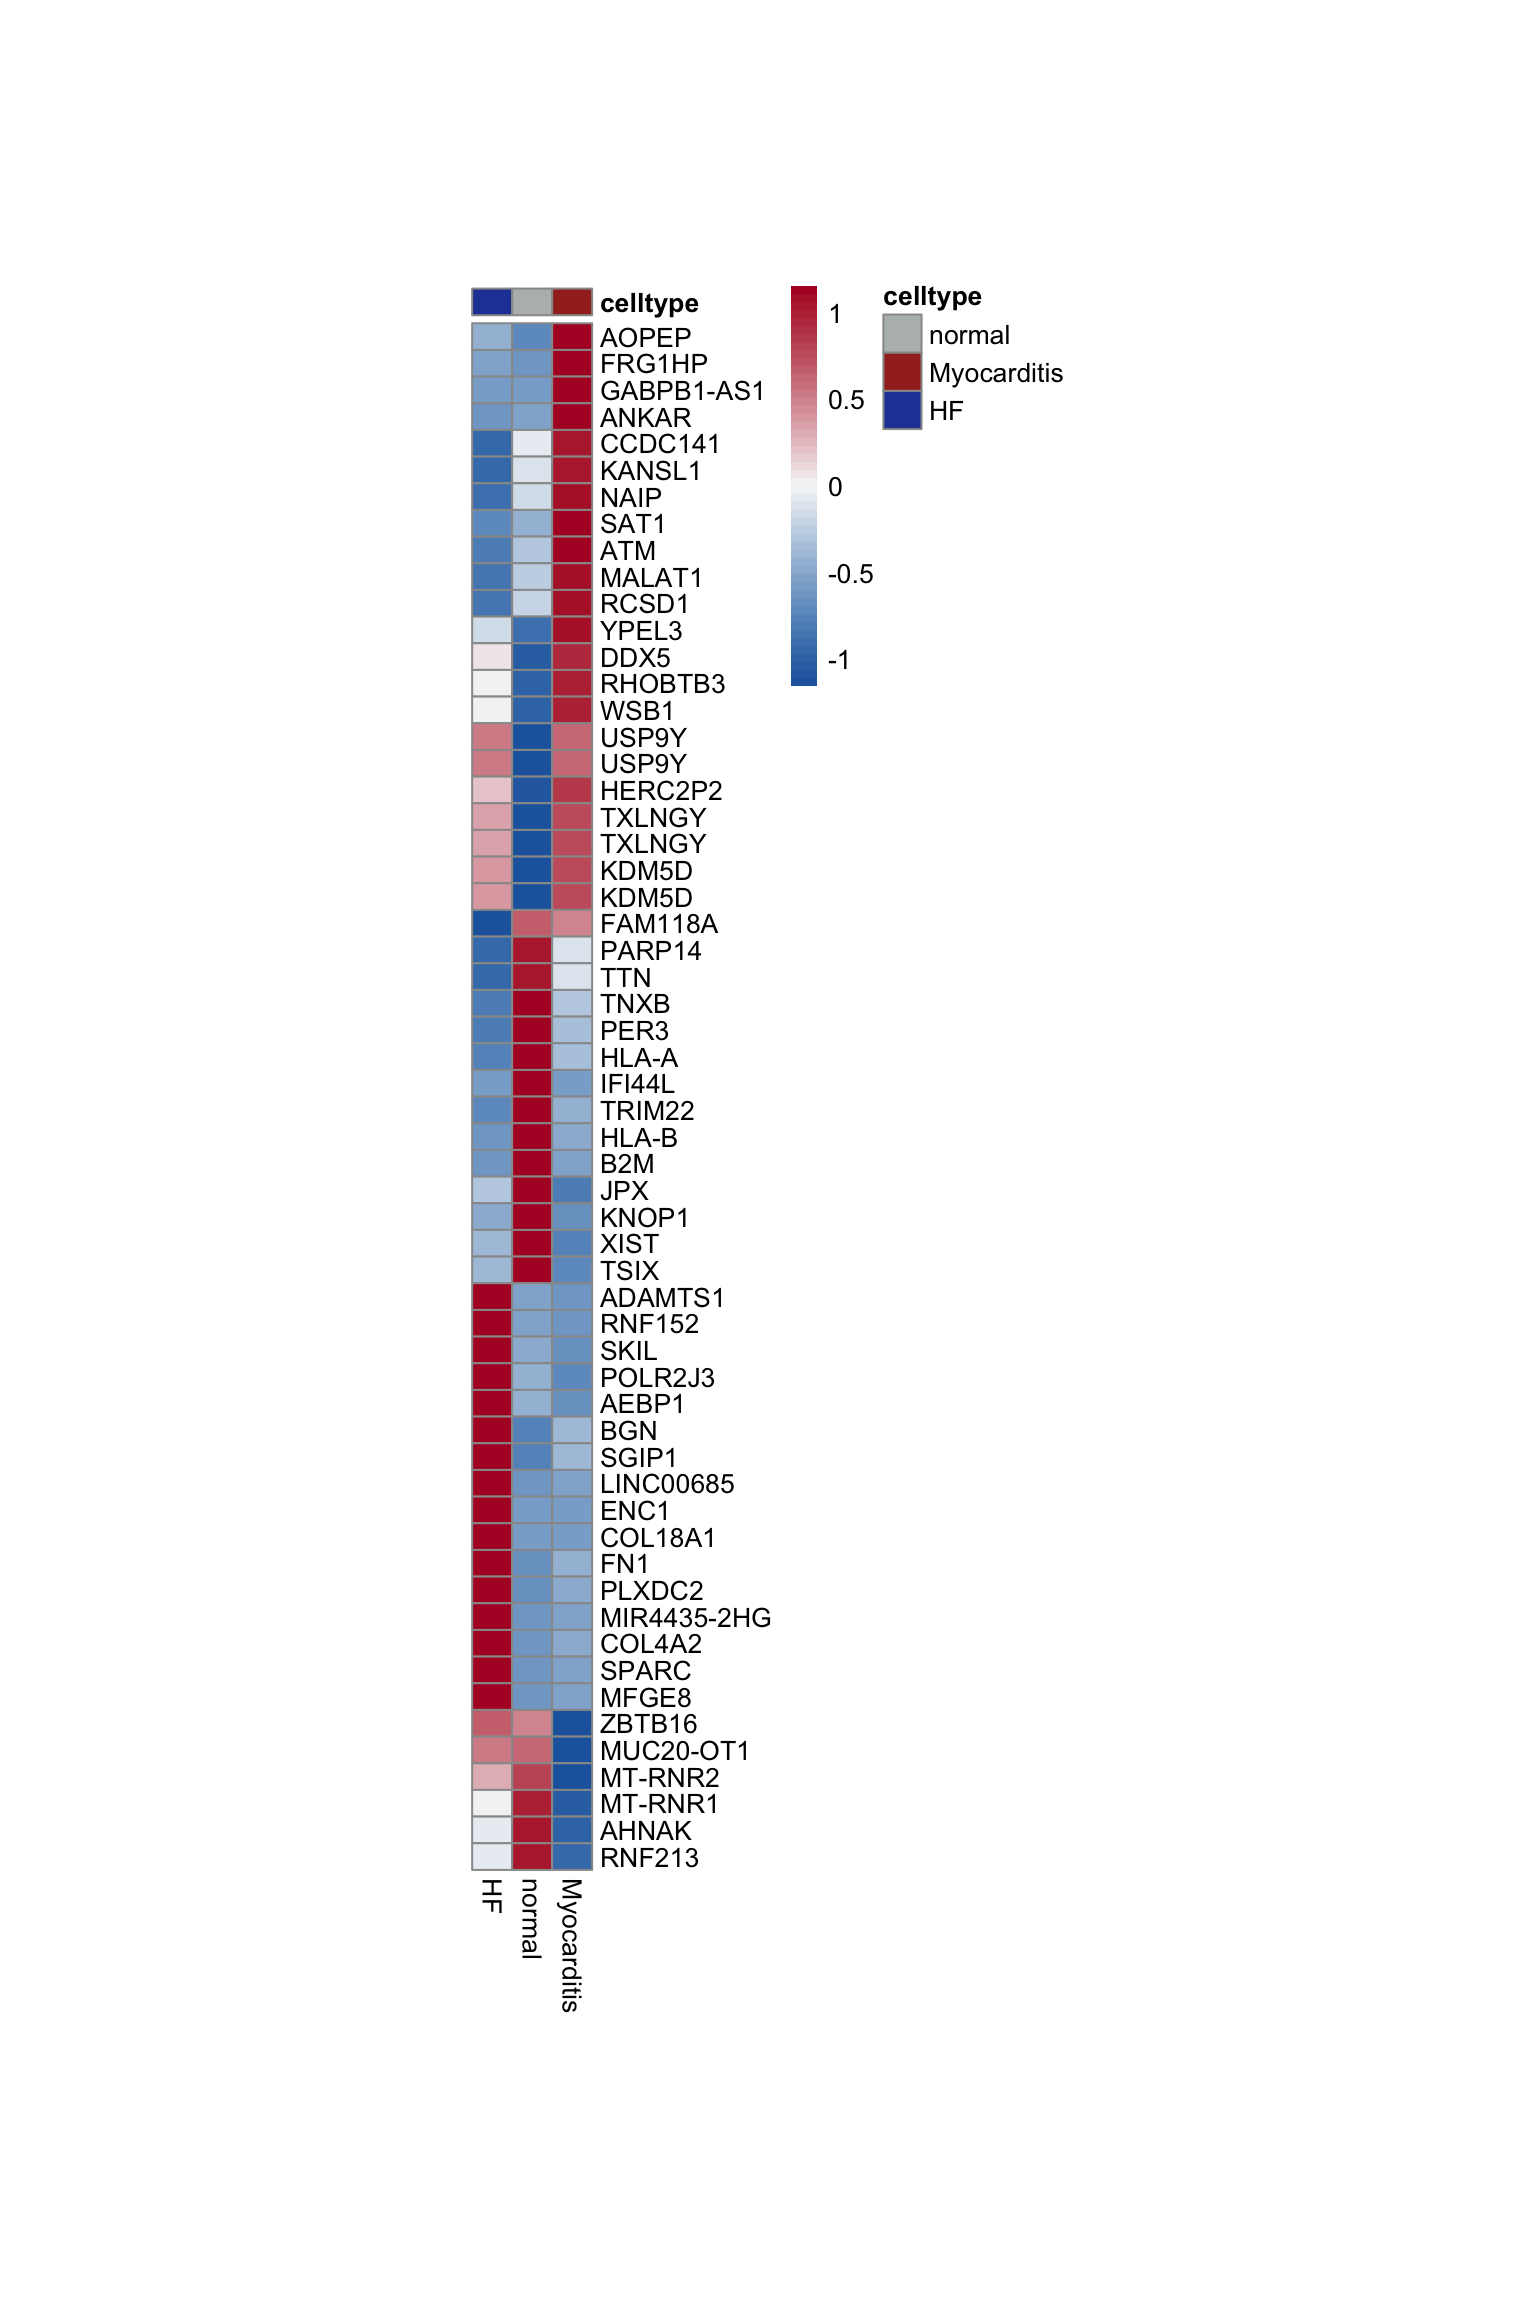 celltype
AOPEP
FRG1HP
GABPB1-AS1
ANKAR
CCDC141
KANSL1
NAIP
SAT1
ATM
MALAT1
RCSD1
YPEL3
DDX5
RHOBTB3
WSB1
USP9Y
USP9Y
HERC2P2
TXLNGY
TXLNGY
KDM5D
KDM5D
FAM118A
PARP14
TTN
TNXB
PER3
HLA-A
IFI44L
TRIM22
HLA-B
B2M
JPX
KNOP1
XIST
TSIX
ADAMTS1
RNF152
SKIL
POLR2J3
AEBP1
BGN
SGIP1
LINC00685
ENC1
COL18A1
FN1
PLXDC2
MIR4435-2HG
COL4A2
SPARC
MFGE8
ZBTB16
MUC20-OT1
MT-RNR2
MT-RNR1
AHNAK
RNF213
HF
normal
Myocarditis
1
0.5
0
-0.5
-1
celltype
normal
Myocarditis
HF